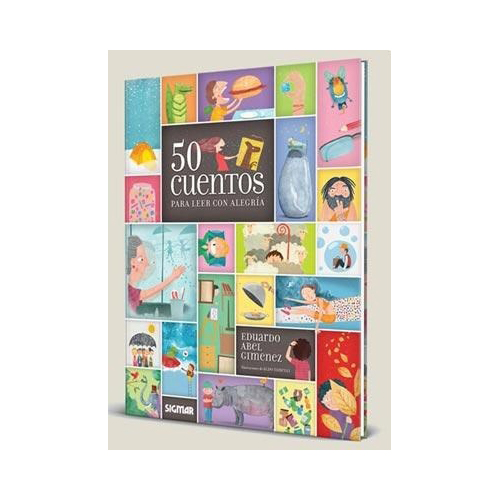 50
CUENTOS
PARA LEER CON ALEGRÍA
EDUARDO
ABEL
GIMENEZ
SIGMAR